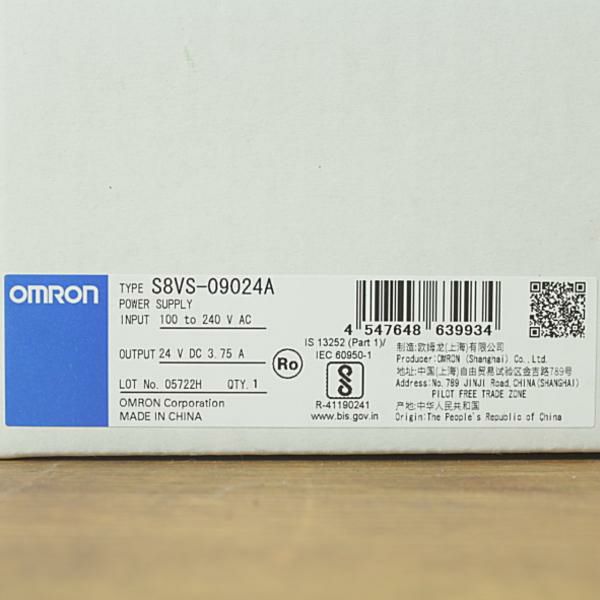 OMRON
TYPE S8VS-09024A
POWER SUPPLY
INPUT 100 to 240 V AC
OUTPUT 24 V DC 3.75 A
LOT No. 05722H QTY. 1
OMRON Corporation
MADE IN CHINA
Ro
IS 13252 (Part 1)/
IEC 60950-1
R-41190241
www.bis.gov.in
4 547648 639934
制造:欧姆龙(上海)有限公司
Producer:OMRON (Shanghai) Co., Ltd.
地址:中国(上海)自由贸易试验区金吉路789号
Address:No. 789 JINJI Road, CHINA (SHANGHAI)
PILOT FREE TRADE ZONE
产地:中华人民共和国
Origin:The People's Republic of China